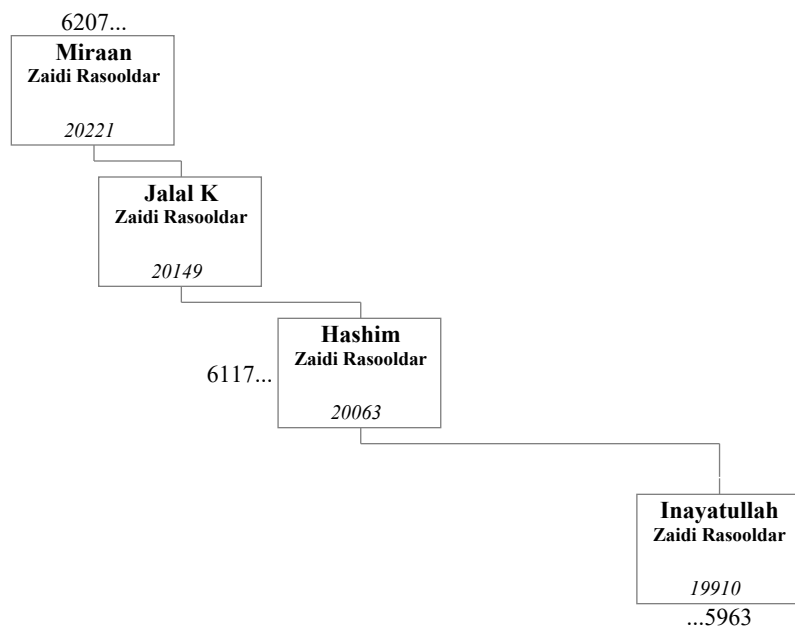 6207...
Miraan
Zaidi Rasooldar
20221
Jalal K
Zaidi Rasooldar
20149
Hashim
Zaidi Rasooldar
6117...
20063
Inayatullah
Zaidi Rasooldar
19910
...5963